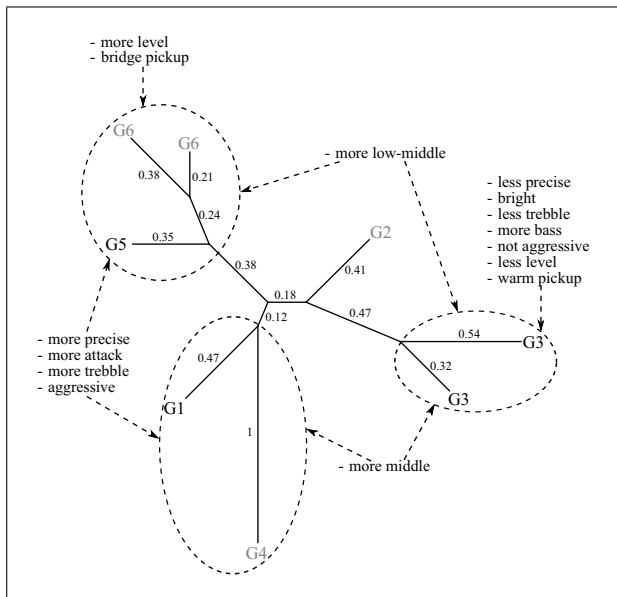 - more level
- bridge pickup
G6
G6
0.38
0.21
- more low-middle
- less precise
- bright
- less trebble
- more bass
- not aggressive
- less level
- warm pickup
0.24
G2
G5
0.35
0.38
0.41
0.18
0.12
0.47
- more precise
- more attack
- more trebble
- aggressive
0.47
0.54
G3
0.32
G3
G1
1
- more middle
G4